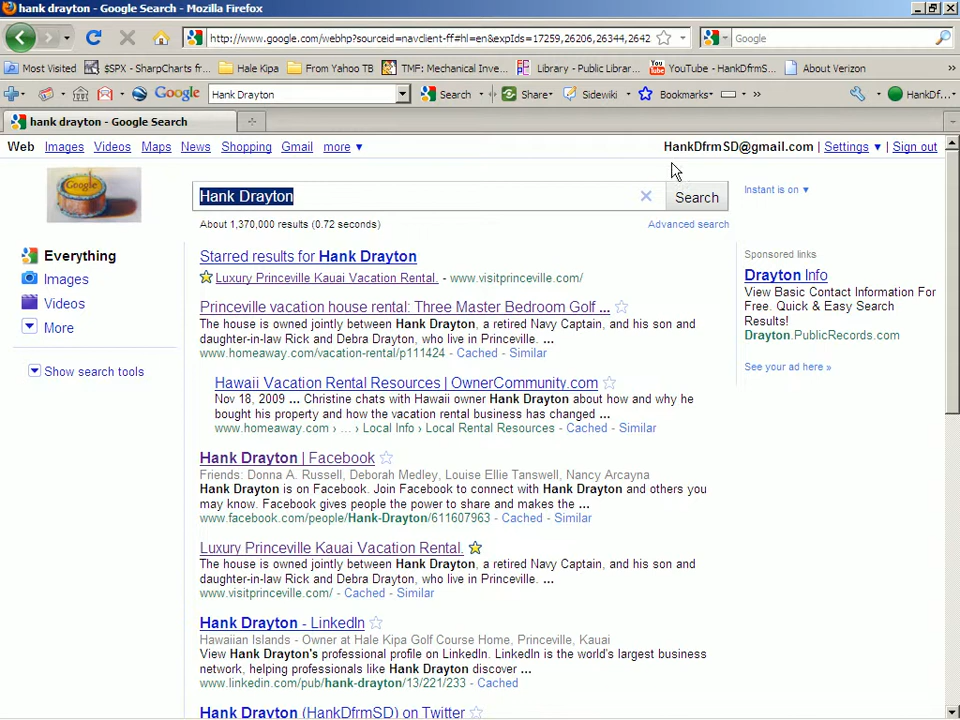 hank drayton - Google Search - Mozilla Firefox
http://www.google.com/webhp?sourceid=navclient-ff#hl=en&expIds=17259,26206,26344,2642
Google
Most Visited $SPX - SharpCharts fr... Hale Kipa From Yahoo TB TMF: Mechanical Inve... Library - Public Librar... YouTube - HankDfrmS... About Verizon »
Google Hank Drayton Search Share Sidewiki Bookmarks » HankDf...
hank drayton - Google Search
Web Images Videos Maps News Shopping Gmail more ▼ HankDfrmSD@gmail.com | Settings ▼ | Sign out
Google
Hank Drayton Search Instant is on ▼
About 1,370,000 results (0.72 seconds) Advanced search
Everything
Images
Videos
More
Show search tools
Starred results for Hank Drayton
Luxury Princeville Kauai Vacation Rental. - www.visitprinceville.com/
Princeville vacation house rental: Three Master Bedroom Golf ...
The house is owned jointly between Hank Drayton, a retired Navy Captain, and his son and
daughter-in-law Rick and Debra Drayton, who live in Princeville. ...
www.homeaway.com/vacation-rental/p111424 - Cached - Similar
Hawaii Vacation Rental Resources | OwnerCommunity.com
Nov 18, 2009 ... Christine chats with Hawaii owner Hank Drayton about how and why he
bought his property and how the vacation rental business has changed ...
www.homeaway.com › ... › Local Info › Local Rental Resources - Cached - Similar
Hank Drayton | Facebook
Friends: Donna A. Russell, Deborah Medley, Louise Ellie Tanswell, Nancy Arcayna
Hank Drayton is on Facebook. Join Facebook to connect with Hank Drayton and others you
may know. Facebook gives people the power to share and makes the ...
www.facebook.com/people/Hank-Drayton/611607963 - Cached - Similar
Luxury Princeville Kauai Vacation Rental.
The house is owned jointly between Hank Drayton, a retired Navy Captain, and his son and
daughter-in-law Rick and Debra Drayton, who live in Princeville. ...
www.visitprinceville.com/ - Cached - Similar
Hank Drayton - LinkedIn
Hawaiian Islands - Owner at Hale Kipa Golf Course Home, Princeville, Kauai
View Hank Drayton's professional profile on LinkedIn. LinkedIn is the world's largest business
network, helping professionals like Hank Drayton discover ...
www.linkedin.com/pub/hank-drayton/13/221/233 - Cached
Hank Drayton (HankDfrmSD) on Twitter
Sponsored links
Drayton Info
View Basic Contact Information For
Free. Quick & Easy Search
Results!
Drayton.PublicRecords.com
See your ad here »